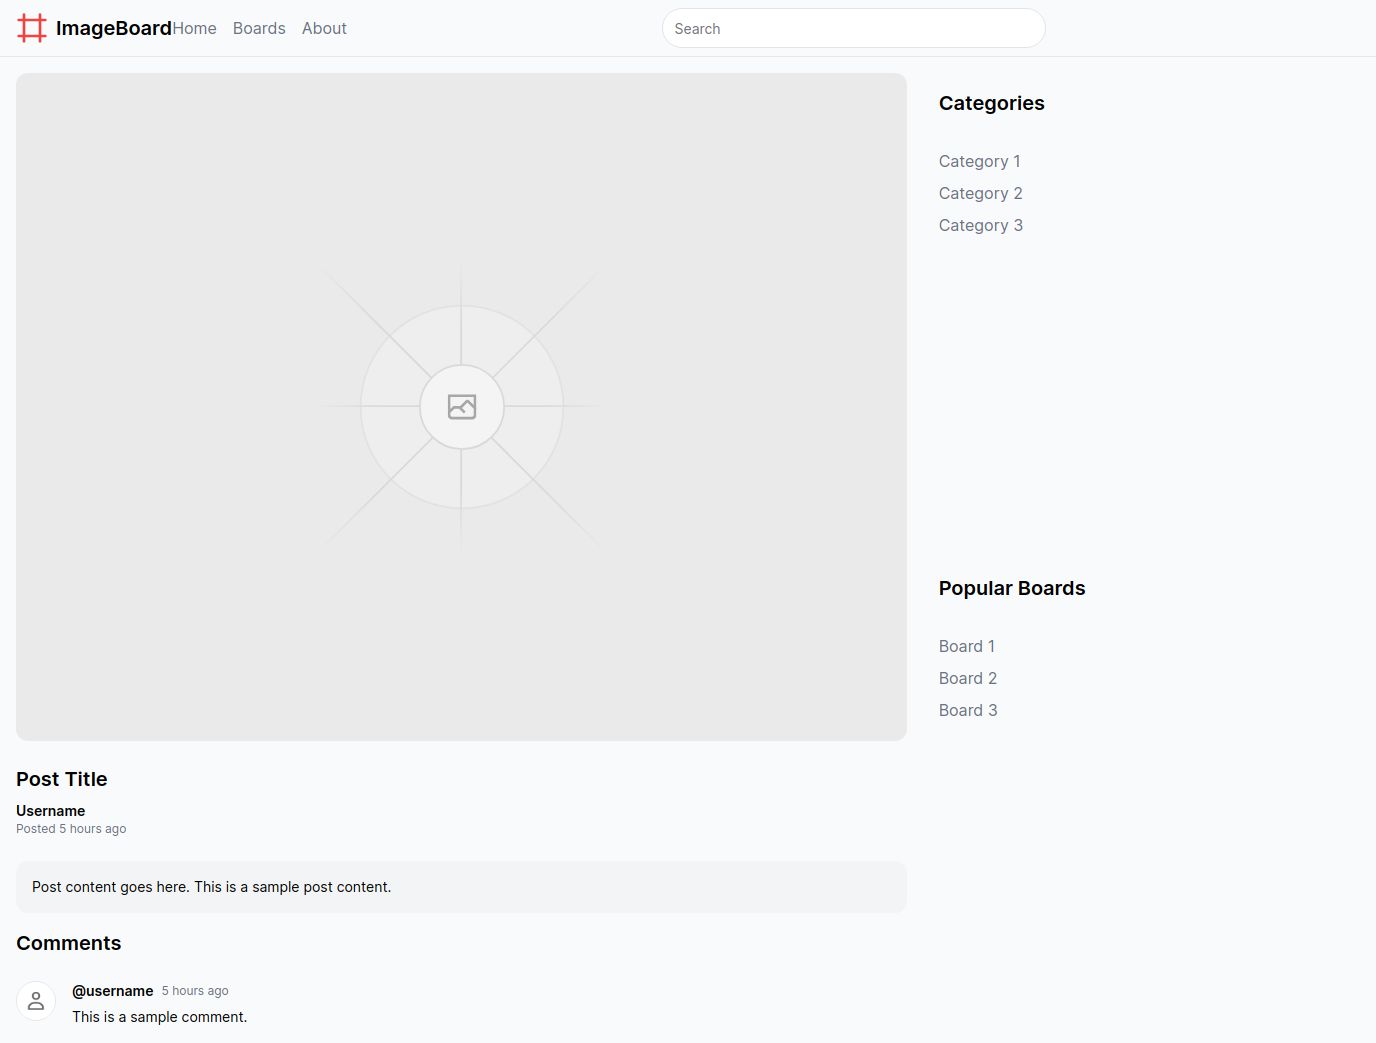 ImageBoard
Home Boards About
Search
Categories
Category 1
Category 2
Category 3
Popular Boards
Board 1
Board 2
Board 3
Post Title
Username
Posted 5 hours ago
Post content goes here. This is a sample post content.
Comments
@username 5 hours ago
This is a sample comment.